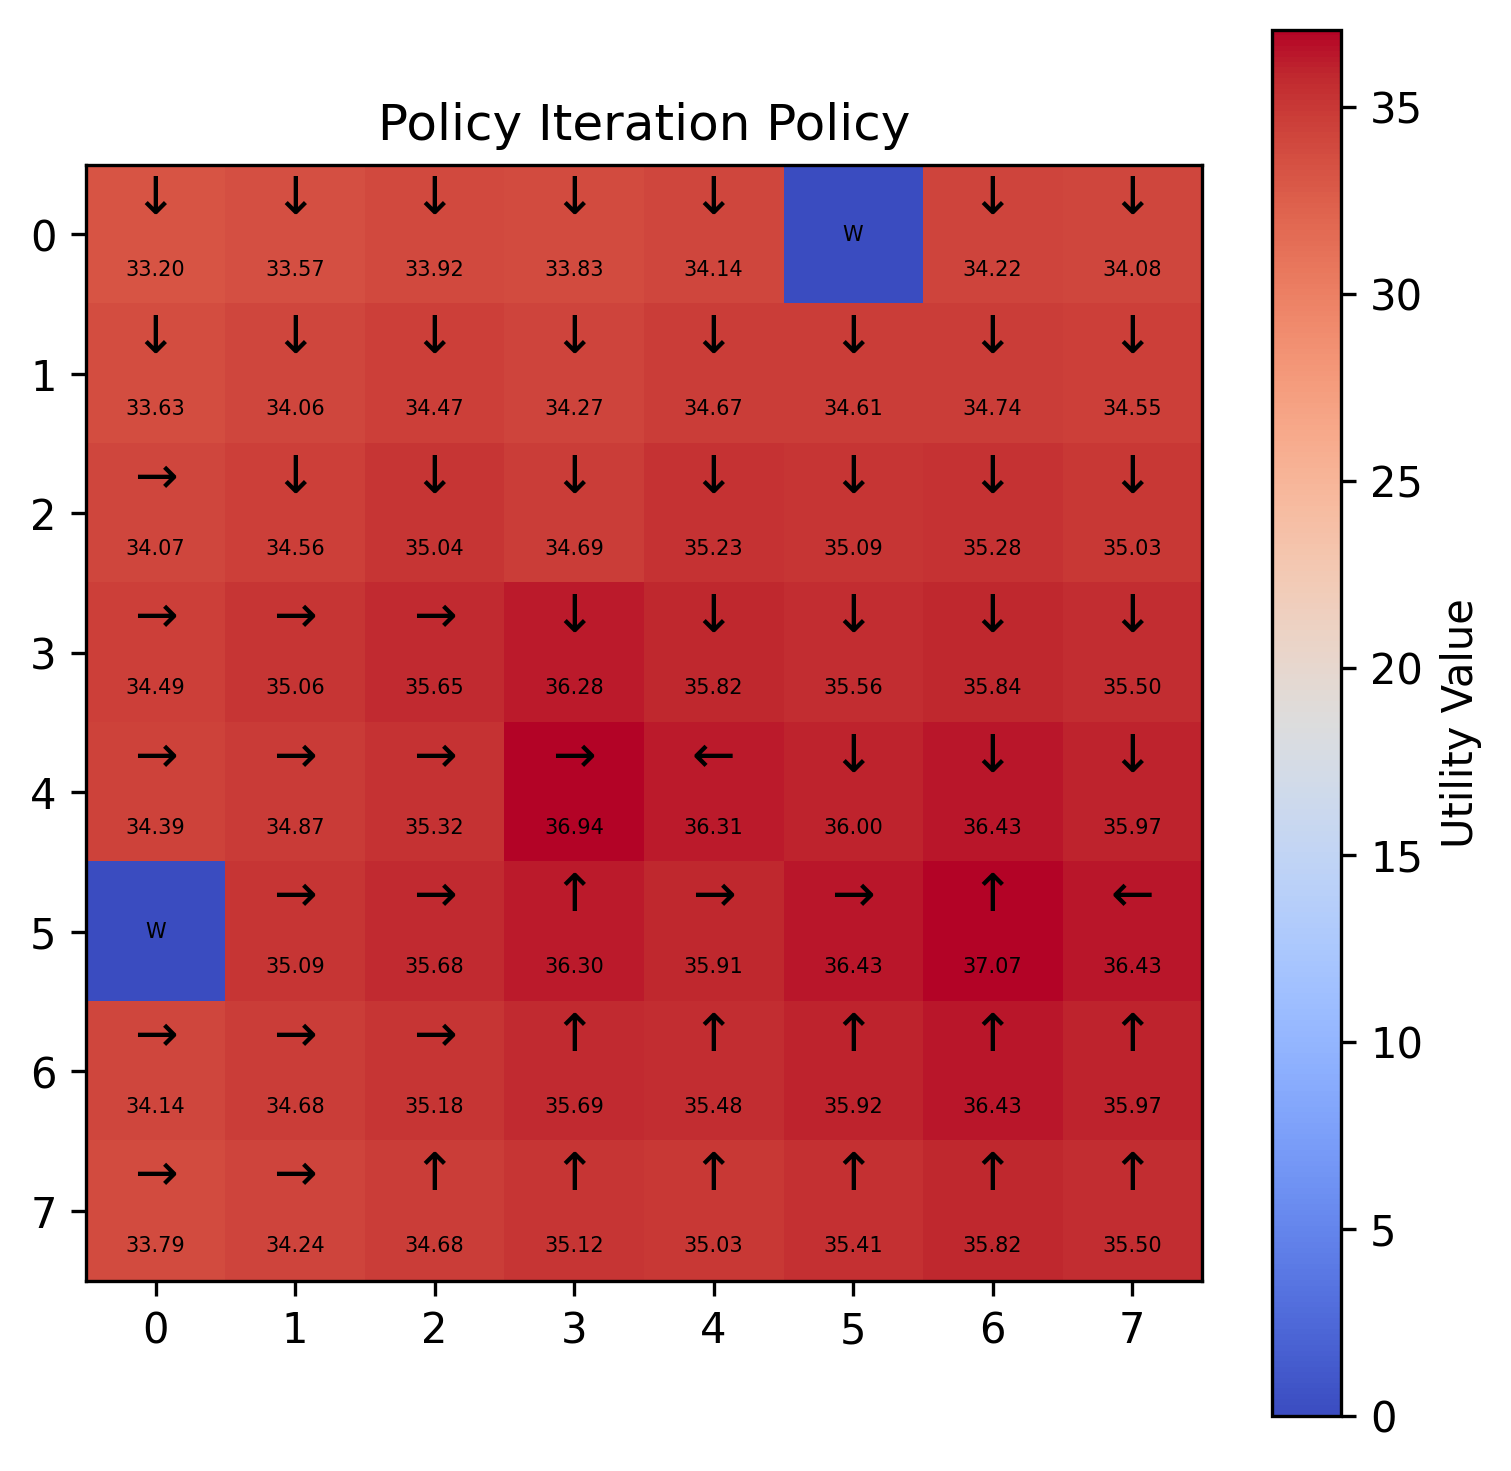 Policy Iteration Policy
0 ↓ ↓ ↓ ↓ ↓ W ↓ ↓
33.20 33.57 33.92 33.83 34.14 34.22 34.08
1 ↓ ↓ ↓ ↓ ↓ ↓ ↓ ↓
33.63 34.06 34.47 34.27 34.67 34.61 34.74 34.55
2 → ↓ ↓ ↓ ↓ ↓ ↓ ↓
34.07 34.56 35.04 34.69 35.23 35.09 35.28 35.03
3 → → → ↓ ↓ ↓ ↓ ↓
34.49 35.06 35.65 36.28 35.82 35.56 35.84 35.50
4 → → → → ← ↓ ↓ ↓
34.39 34.87 35.32 36.94 36.31 36.00 36.43 35.97
5 W → → ↑ → → ↑ ←
35.09 35.68 36.30 35.91 36.43 37.07 36.43
6 → → → ↑ ↑ ↑ ↑ ↑
34.14 34.68 35.18 35.69 35.48 35.92 36.43 35.97
7 → → ↑ ↑ ↑ ↑ ↑ ↑
33.79 34.24 34.68 35.12 35.03 35.41 35.82 35.50
0 1 2 3 4 5 6 7
35
30
25
20
15
10
5
0
Utility Value